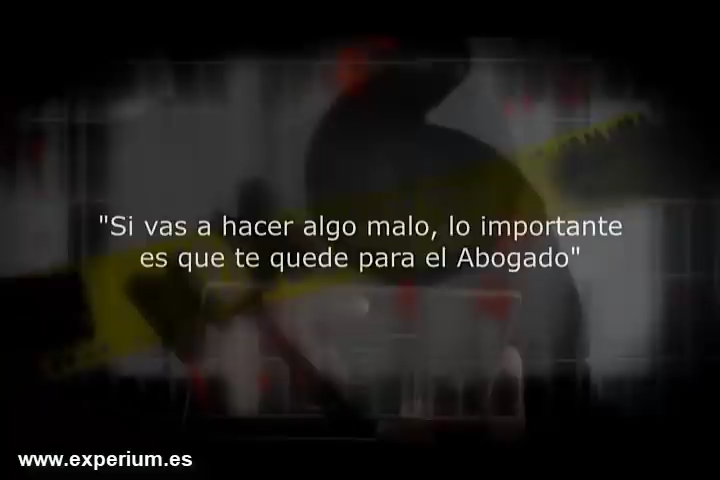 "Si vas a hacer algo malo, lo importante
es que te quede para el Abogado"
www.experium.es